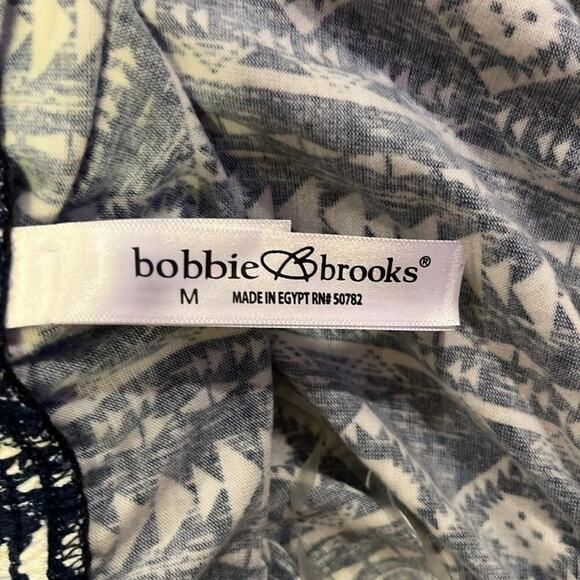 bobbie brooks®
M MADE IN EGYPT RN# 50782